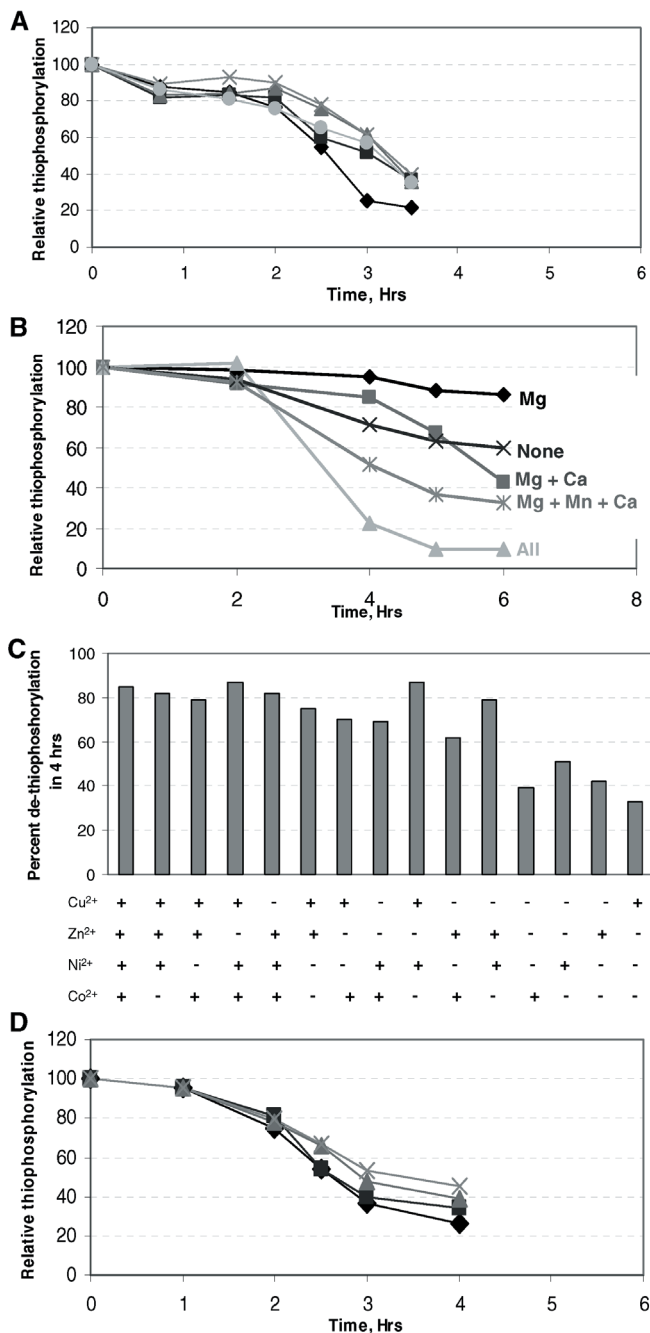 A
Relative thiophosphorylation
120
100
80
60
40
20
0
0 1 2 3 4 5 6
Time, Hrs
B
Relative thiophosphorylation
120
100
80
60
40
20
0
Mg
None
Mg + Ca
Mg + Mn + Ca
All
0 2 4 6 8
Time, Hrs
C
Percent de-thiophoshorylation
in 4 hrs
100
80
60
40
20
0
Cu2+ + + + + - + + - + - - - - - +
Zn2+ + + + - + + - - - + + - - + -
Ni2+ + + - + + - - + + - + - + - -
Co2+ + - + + + - + + - + - + - - -
D
Relative thiophosphorylation
120
100
80
60
40
20
0
0 1 2 3 4 5 6
Time, Hrs